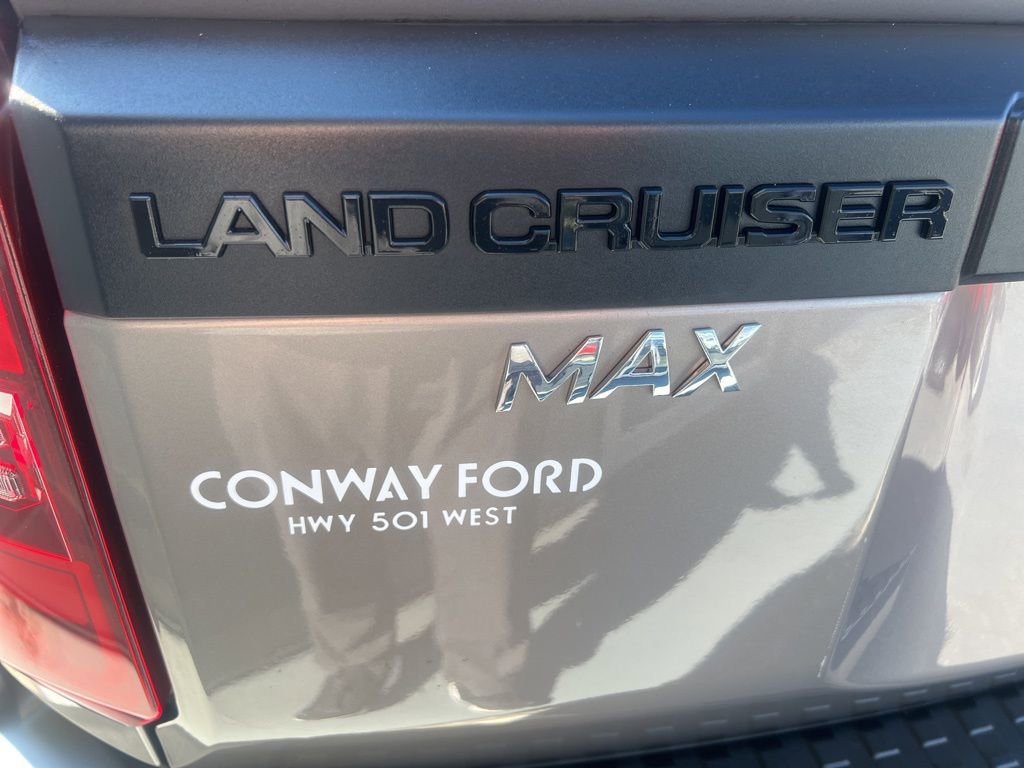 LAND CRUISER
MAX
CONWAY FORD
HWY 501 WEST